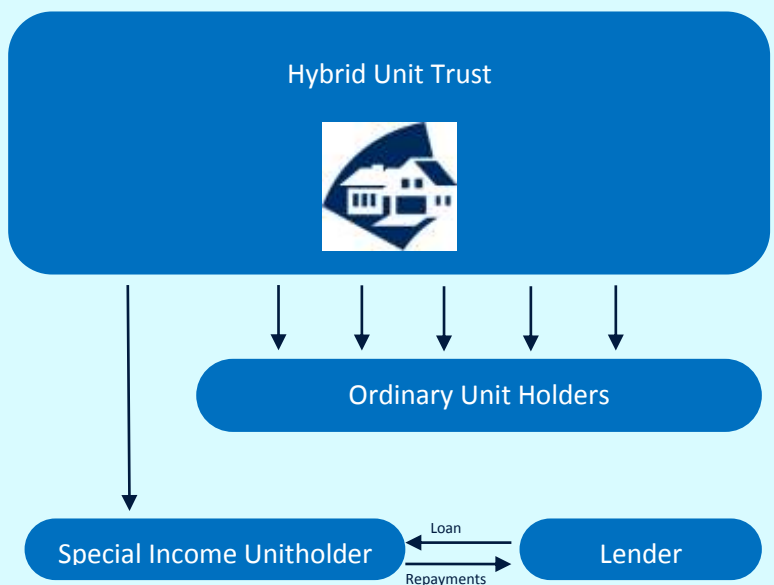 Hybrid Unit Trust
Ordinary Unit Holders
Loan
Special Income Unitholder
Lender
Repayments